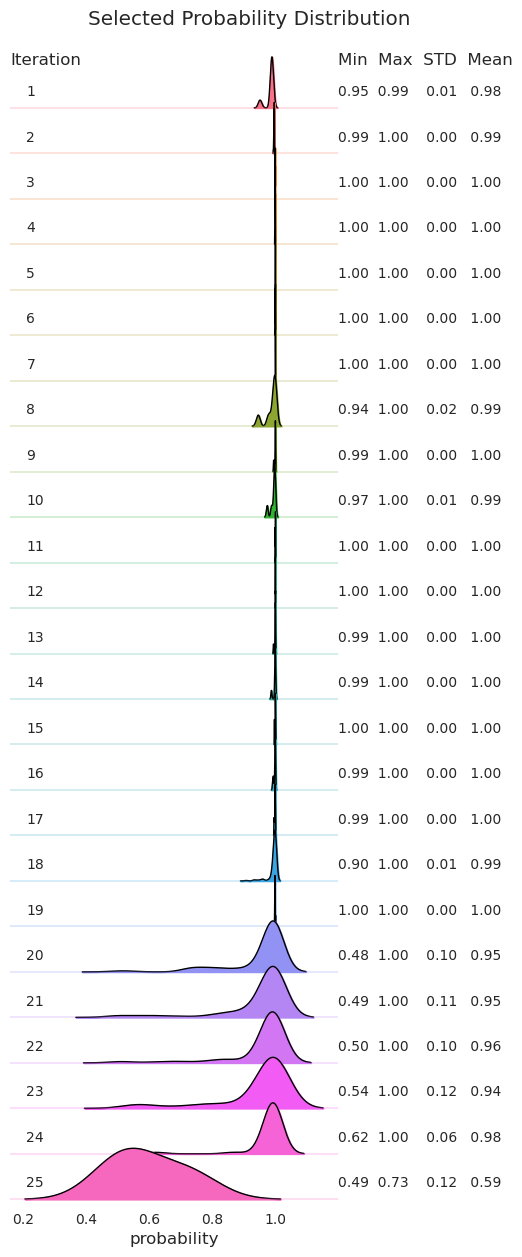 Selected Probability Distribution
Iteration Min Max STD Mean
1 0.95 0.99 0.01 0.98
2 0.99 1.00 0.00 0.99
3 1.00 1.00 0.00 1.00
4 1.00 1.00 0.00 1.00
5 1.00 1.00 0.00 1.00
6 1.00 1.00 0.00 1.00
7 1.00 1.00 0.00 1.00
8 0.94 1.00 0.02 0.99
9 0.99 1.00 0.00 1.00
10 0.97 1.00 0.01 0.99
11 1.00 1.00 0.00 1.00
12 1.00 1.00 0.00 1.00
13 0.99 1.00 0.00 1.00
14 0.99 1.00 0.00 1.00
15 1.00 1.00 0.00 1.00
16 0.99 1.00 0.00 1.00
17 0.99 1.00 0.00 1.00
18 0.90 1.00 0.01 0.99
19 1.00 1.00 0.00 1.00
20 0.48 1.00 0.10 0.95
21 0.49 1.00 0.11 0.95
22 0.50 1.00 0.10 0.96
23 0.54 1.00 0.12 0.94
24 0.62 1.00 0.06 0.98
25 0.49 0.73 0.12 0.59
0.2 0.4 0.6 0.8 1.0
probability